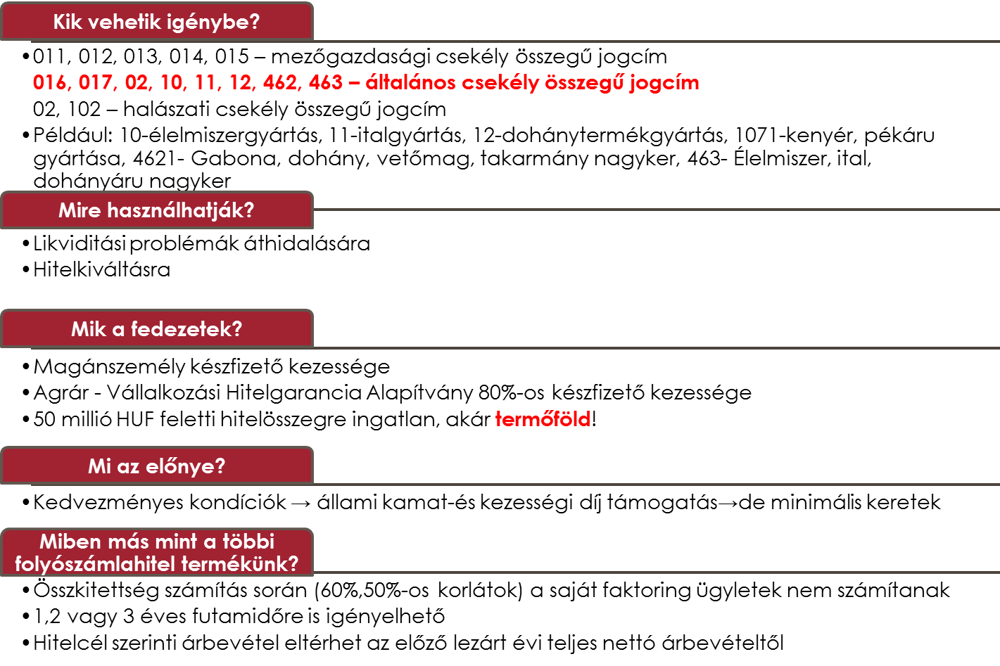 Kik vehetik igénybe?
•011, 012, 013, 014, 015 – mezőgazdasági csekély összegű jogcím
016, 017, 02, 10, 11, 12, 462, 463 – általános csekély összegű jogcím
02, 102 – halászati csekély összegű jogcím
•Például: 10-élelmiszergyártás, 11-italgyártás, 12-dohánytermékgyártás, 1071-kenyér, pékáru
gyártása, 4621- Gabona, dohány, vetőmag, takarmány nagyker, 463- Élelmiszer, ital,
dohányáru nagyker
Mire használhatják?
•Likviditási problémák áthidalására
•Hitelkiváltásra
Mik a fedezetek?
•Magánszemély készfizető kezessége
•Agrár - Vállalkozási Hitelgarancia Alapítvány 80%-os készfizető kezessége
•50 millió HUF feletti hitelösszegre ingatlan, akár termőföld!
Mi az előnye?
•Kedvezményes kondíciók → állami kamat-és kezességi díj támogatás→de minimális keretek
Miben más mint a többi
folyószámlahitel termékünk?
•Összkitettség számítás során (60%,50%-os korlátok) a saját faktoring ügyletek nem számítanak
•1,2 vagy 3 éves futamidőre is igényelhető
•Hitelcél szerinti árbevétel eltérhet az előző lezárt évi teljes nettó árbevételtől